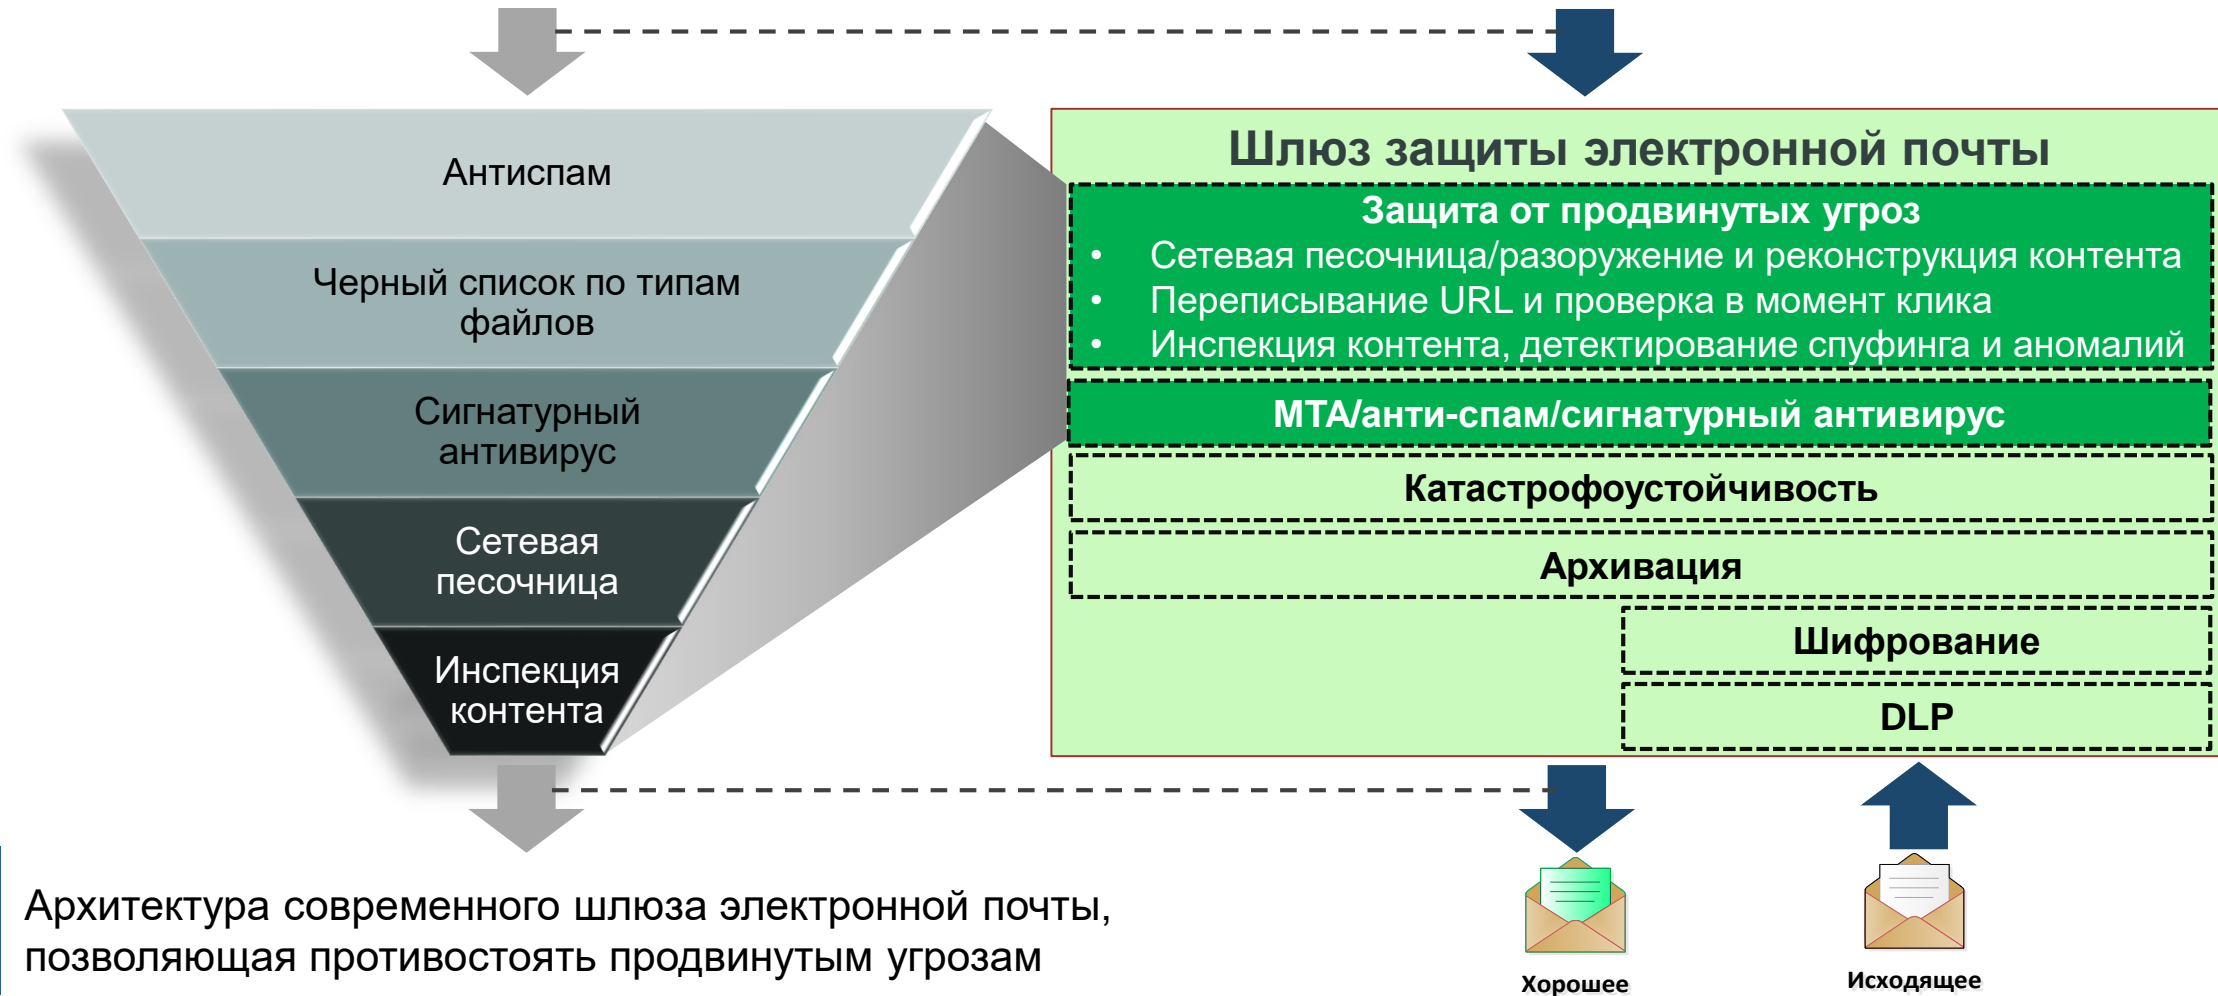 Антиспам
Черный список по типам
файлов
Сигнатурный
антивирус
Сетевая
песочница
Инспекция
контента
Шлюз защиты электронной почты
Защита от продвинутых угроз
• Сетевая песочница/разоружение и реконструкция контента
• Переписывание URL и проверка в момент клика
• Инспекция контента, детектирование спуфинга и аномалий
МТА/анти-спам/сигнатурный антивирус
Катастрофоустойчивость
Архивация
Шифрование
DLP
Архитектура современного шлюза электронной почты,
позволяющая противостоять продвинутым угрозам
Хорошее
Исходящее